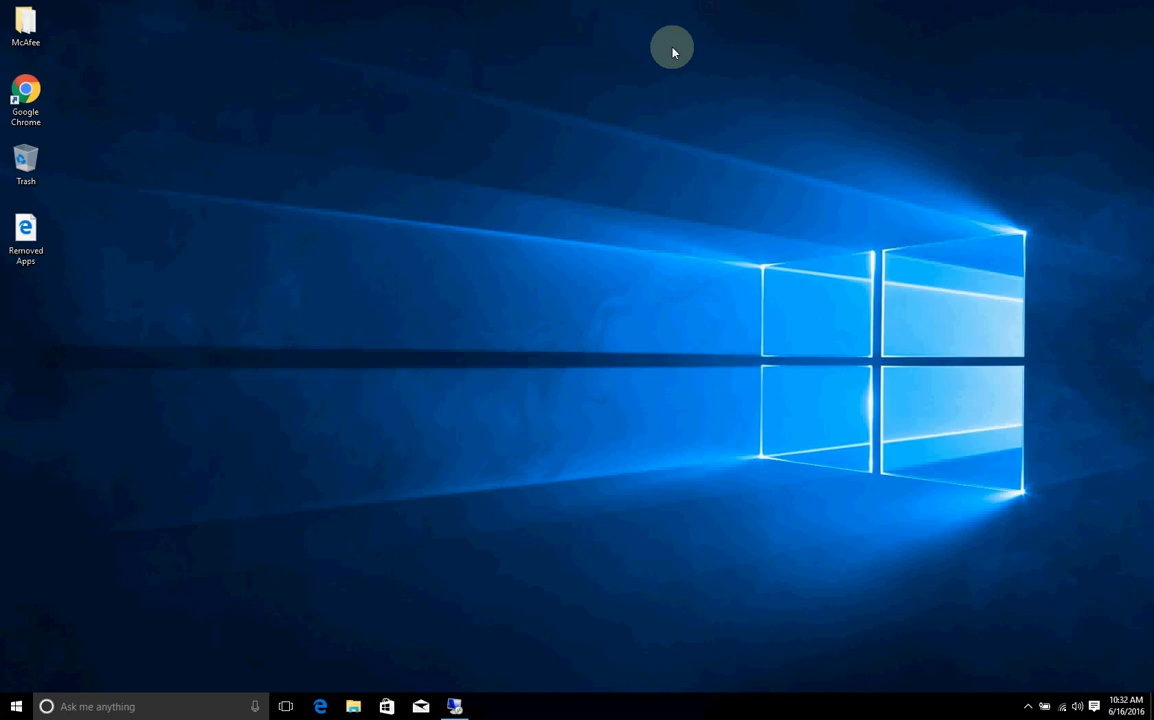 McAfee
Google
Chrome
Trash
Removed
Apps
Ask me anything
10:32 AM
6/16/2016